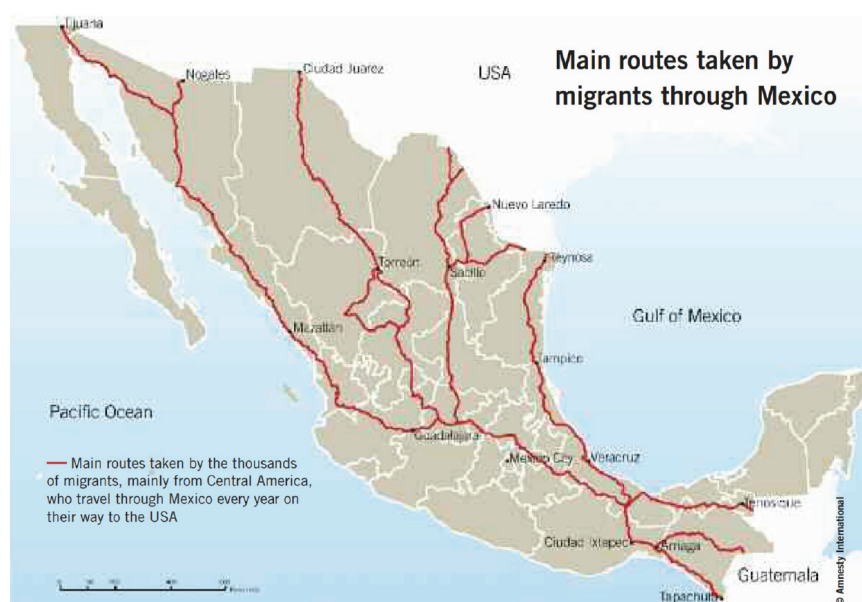 Main routes taken by
migrants through Mexico
Tijuana
Nogales
Ciudad Juarez
USA
Nuevo Laredo
Torreón
Saltillo
Reynosa
Gulf of Mexico
Mazatlán
Tampico
Pacific Ocean
Guadalajara
Mexico City
Veracruz
Main routes taken by the thousands
of migrants, mainly from Central America,
who travel through Mexico every year on
their way to the USA
Tenosique
Ciudad Ixtepec
Arriaga
Guatemala
Tapachula
© Amnesty International